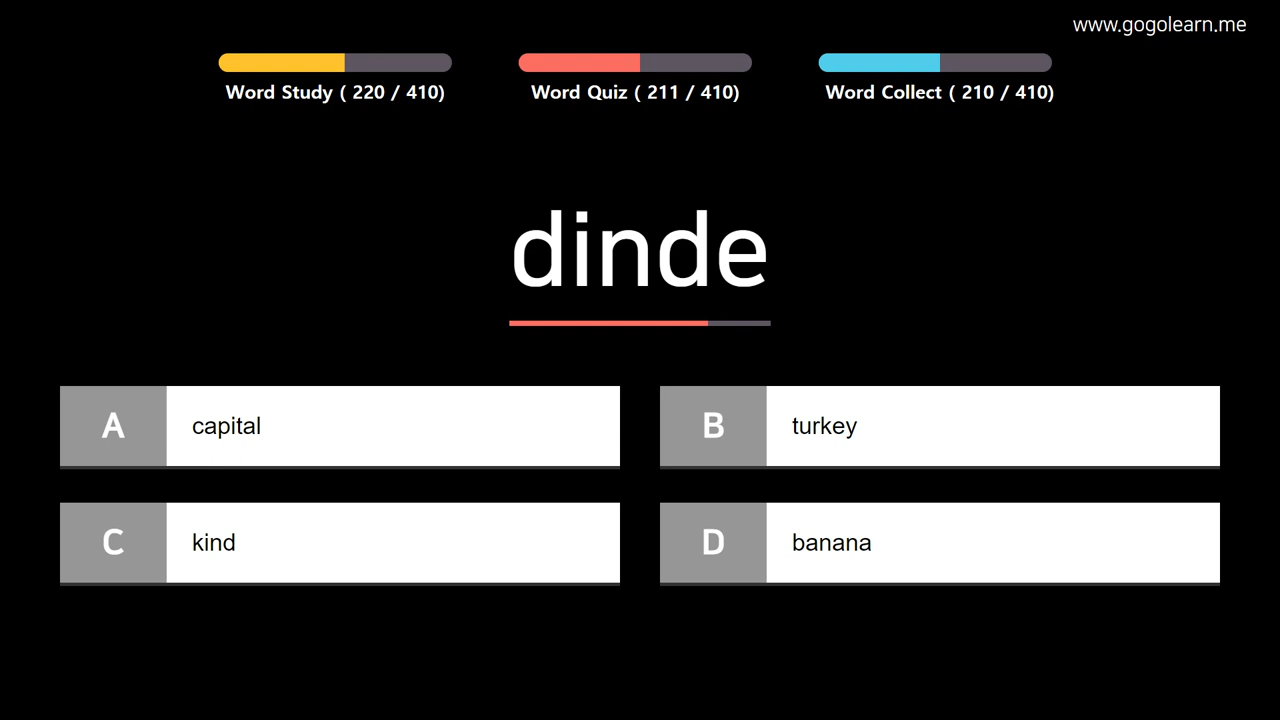 www.gogolearn.me
Word Study ( 220 / 410)
Word Quiz ( 211 / 410)
Word Collect ( 210 / 410)
dinde
A capital
B turkey
C kind
D banana